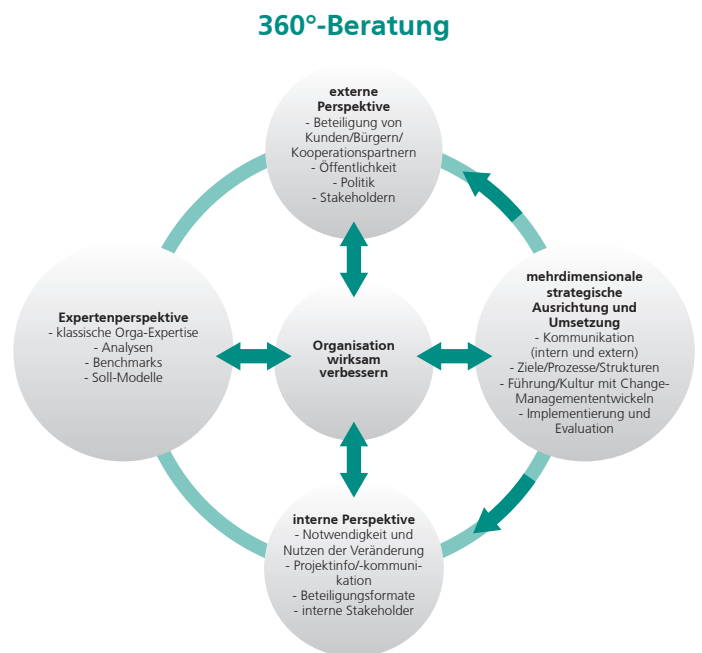 360°-Beratung
externe
Perspektive
- Beteiligung von
Kunden/Bürgern/
Kooperationspartnern
- Öffentlichkeit
- Politik
- Stakeholdern
Expertenperspektive
- klassische Orga-Expertise
- Analysen
- Benchmarks
- Soll-Modelle
Organisation
wirksam
verbessern
mehrdimensionale
strategische
Ausrichtung und
Umsetzung
- Kommunikation
(intern und extern)
- Ziele/Prozesse/Strukturen
- Führung/Kultur mit Change-
Managemententwickeln
- Implementierung und
Evaluation
interne Perspektive
- Notwendigkeit und
Nutzen der Veränderung
- Projektinfo/-kommuni-
kation
- Beteiligungsformate
- interne Stakeholder